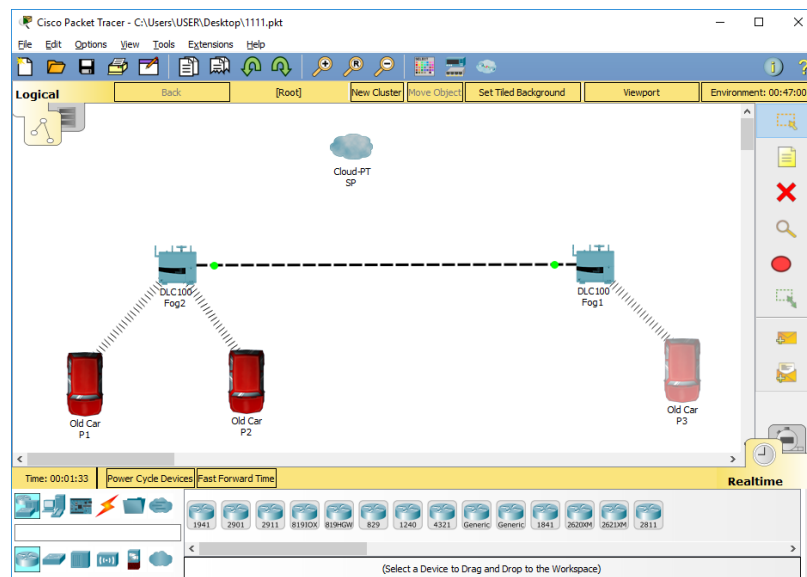 Cisco Packet Tracer - C:\Users\USER\Desktop\1111.pkt
File Edit Options View Tools Extensions Help
Logical Back [Root] New Cluster Move Object Set Tiled Background Viewport Environment: 00:47:00
Cloud-PT
SP
DLC100
Fog2
DLC100
Fog1
Old Car
P1
Old Car
P2
Old Car
P3
Time: 00:01:33 Power Cycle Devices Fast Forward Time
Realtime
1941 2901 2911 819IOX 819HGW 829 1240 4321 Generic Generic 1841 2620XM 2621XM 2811
(Select a Device to Drag and Drop to the Workspace)